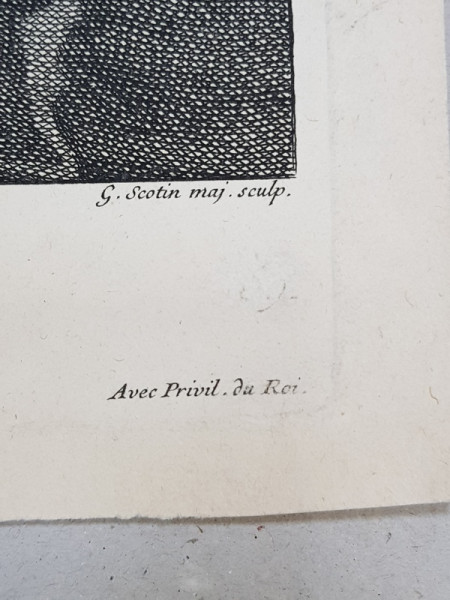 G. Scotin maj. sculp.
Avec Privil. du Roi.